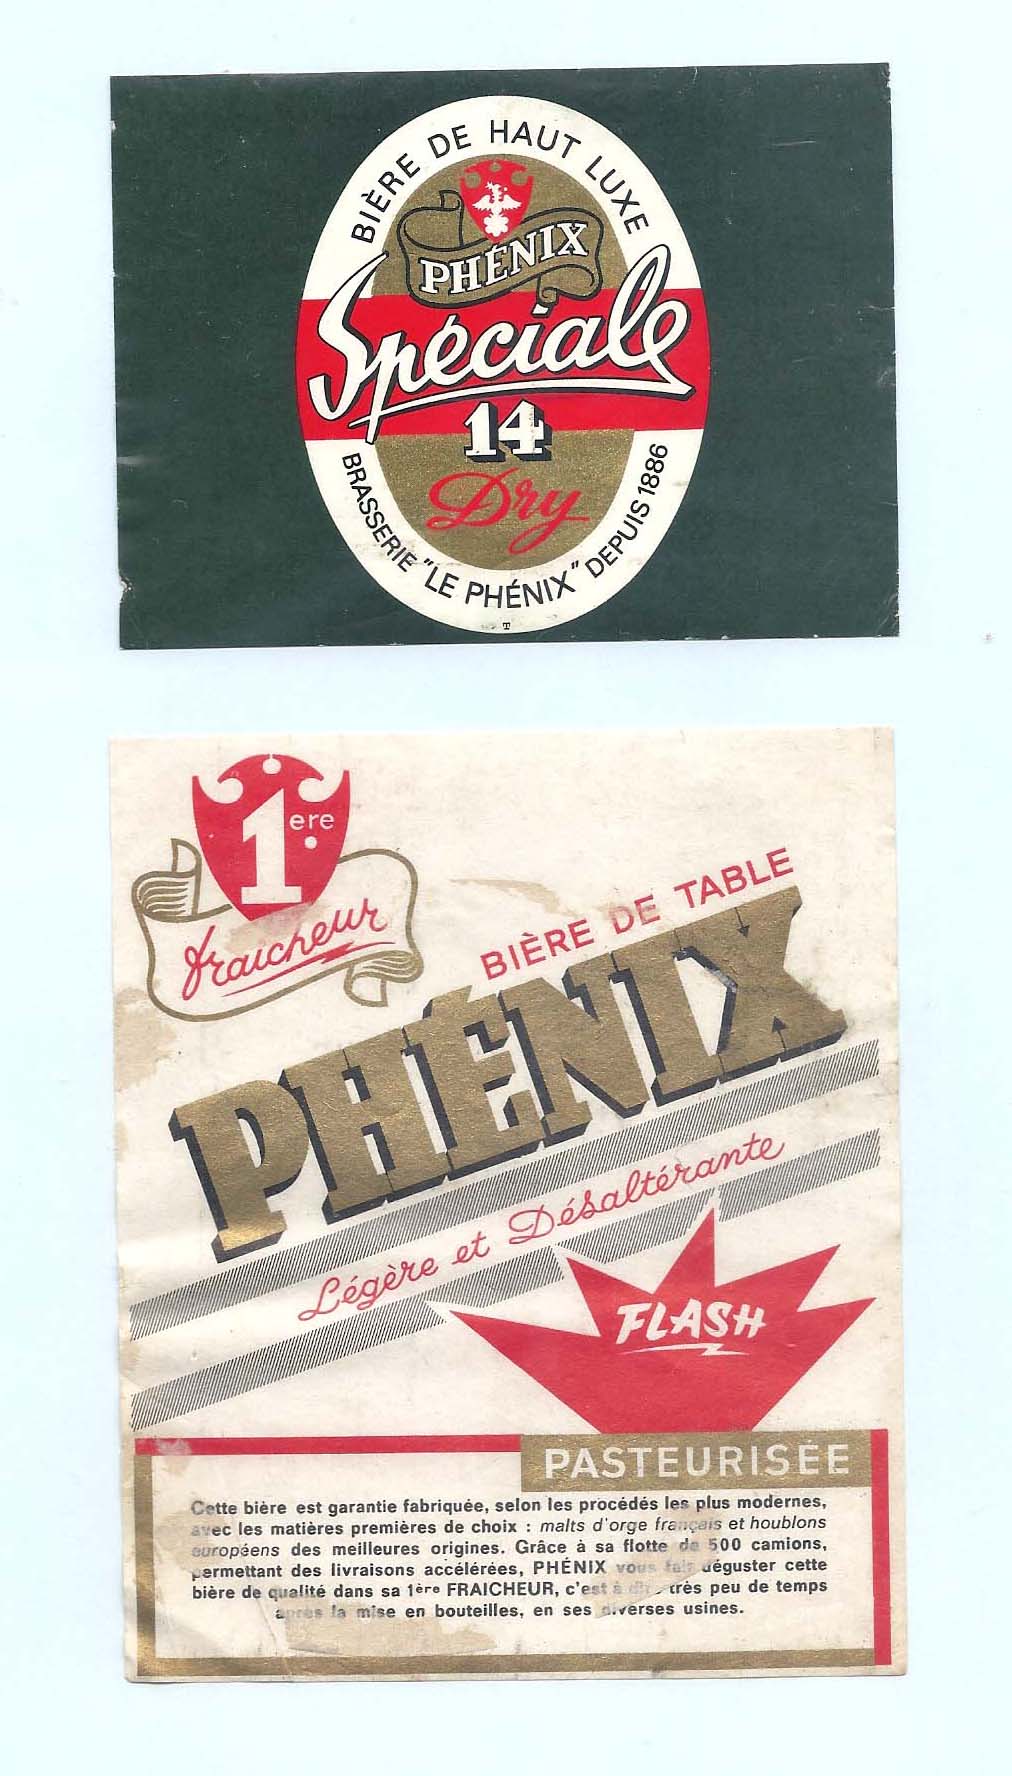 BIÈRE DE HAUT LUXE
PHÉNIX
Spéciale
14
Dry
BRASSERIE "LE PHÉNIX" DEPUIS 1886
T
1ere
fraicheur
BIÈRE DE TABLE
PHÉNIX
Légère et Désaltérante
FLASH
PASTEURISÉE
Cette bière est garantie fabriquée, selon les procédés les plus modernes,
avec les matières premières de choix : malts d'orge français et houblons
européens des meilleures origines. Grâce à sa flotte de 500 camions,
permettant des livraisons accélérées, PHÉNIX vous fait déguster cette
bière de qualité dans sa 1ère FRAICHEUR, c'est à dire très peu de temps
après la mise en bouteilles, en ses diverses usines.